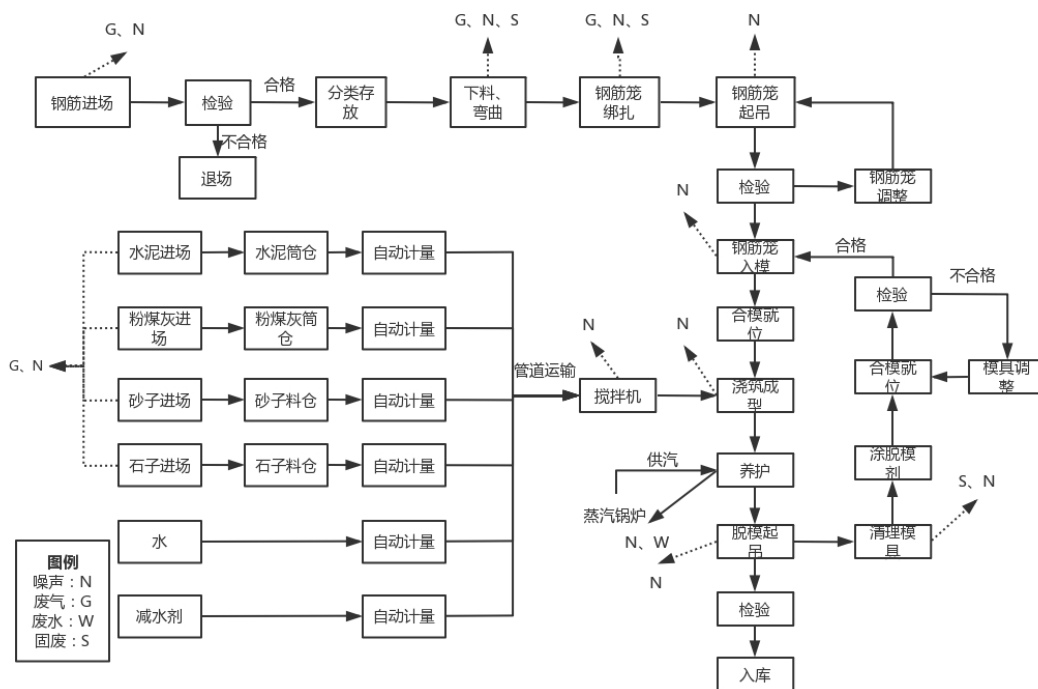 G、N
G、N、S
G、N、S
N
钢筋进场
合格
检验
分类存
放
下料、
弯曲
钢筋笼
绑扎
钢筋笼
起吊
不合格
退场
检验
钢筋笼
调整
N
水泥进场
水泥筒仓
自动计量
钢筋笼
入模
合格
不合格
检验
粉煤灰进
场
粉煤灰筒
仓
自动计量
合模就位
N
N
G、N
管道运输
砂子进场
砂子料仓
自动计量
搅拌机
浇筑成
型
合模就位
模具调
整
石子进场
石子料仓
自动计量
供汽
养护
涂脱模
剂
S、N
蒸汽锅炉
水
自动计量
N、W
N
脱模起
吊
清理模
具
图例
噪声：N
废气：G
废水：W
固废：S
减水剂
自动计量
检验
入库